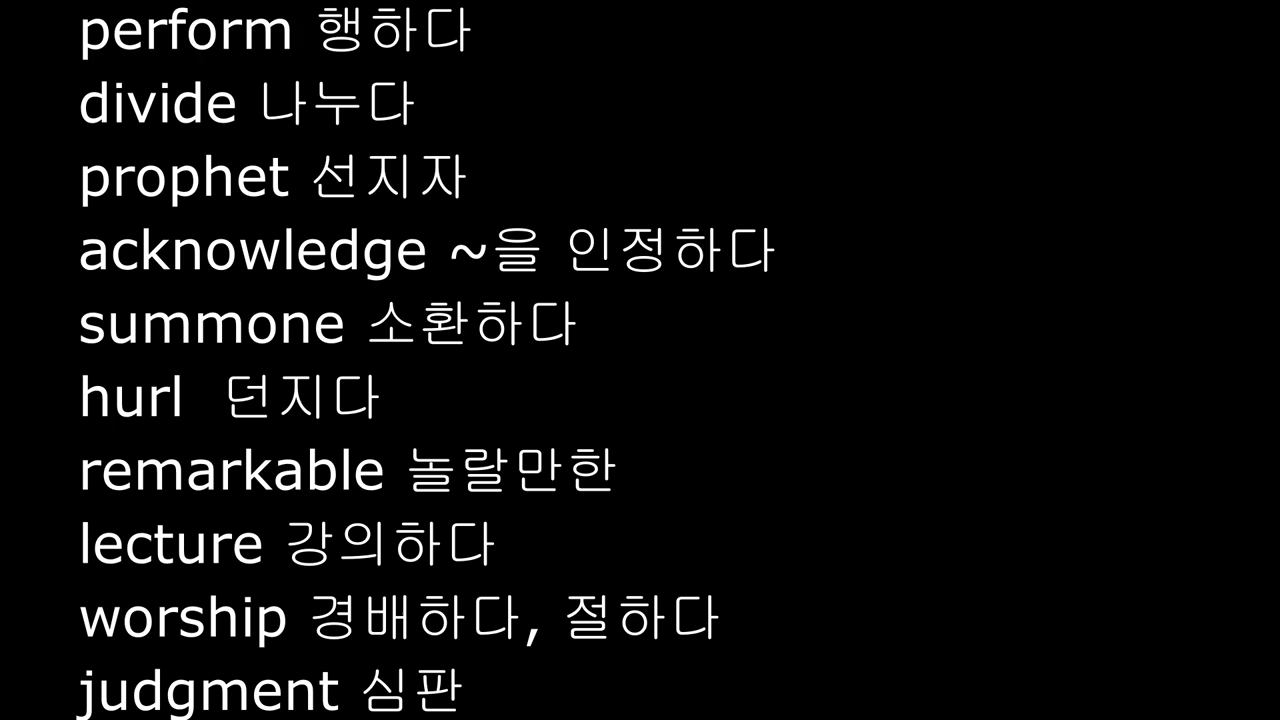 perform 행하다
divide 나누다
prophet 선지자
acknowledge ~을 인정하다
summone 소환하다
hurl  던지다
remarkable 놀랄만한
lecture 강의하다
worship 경배하다, 절하다
judgment 심판